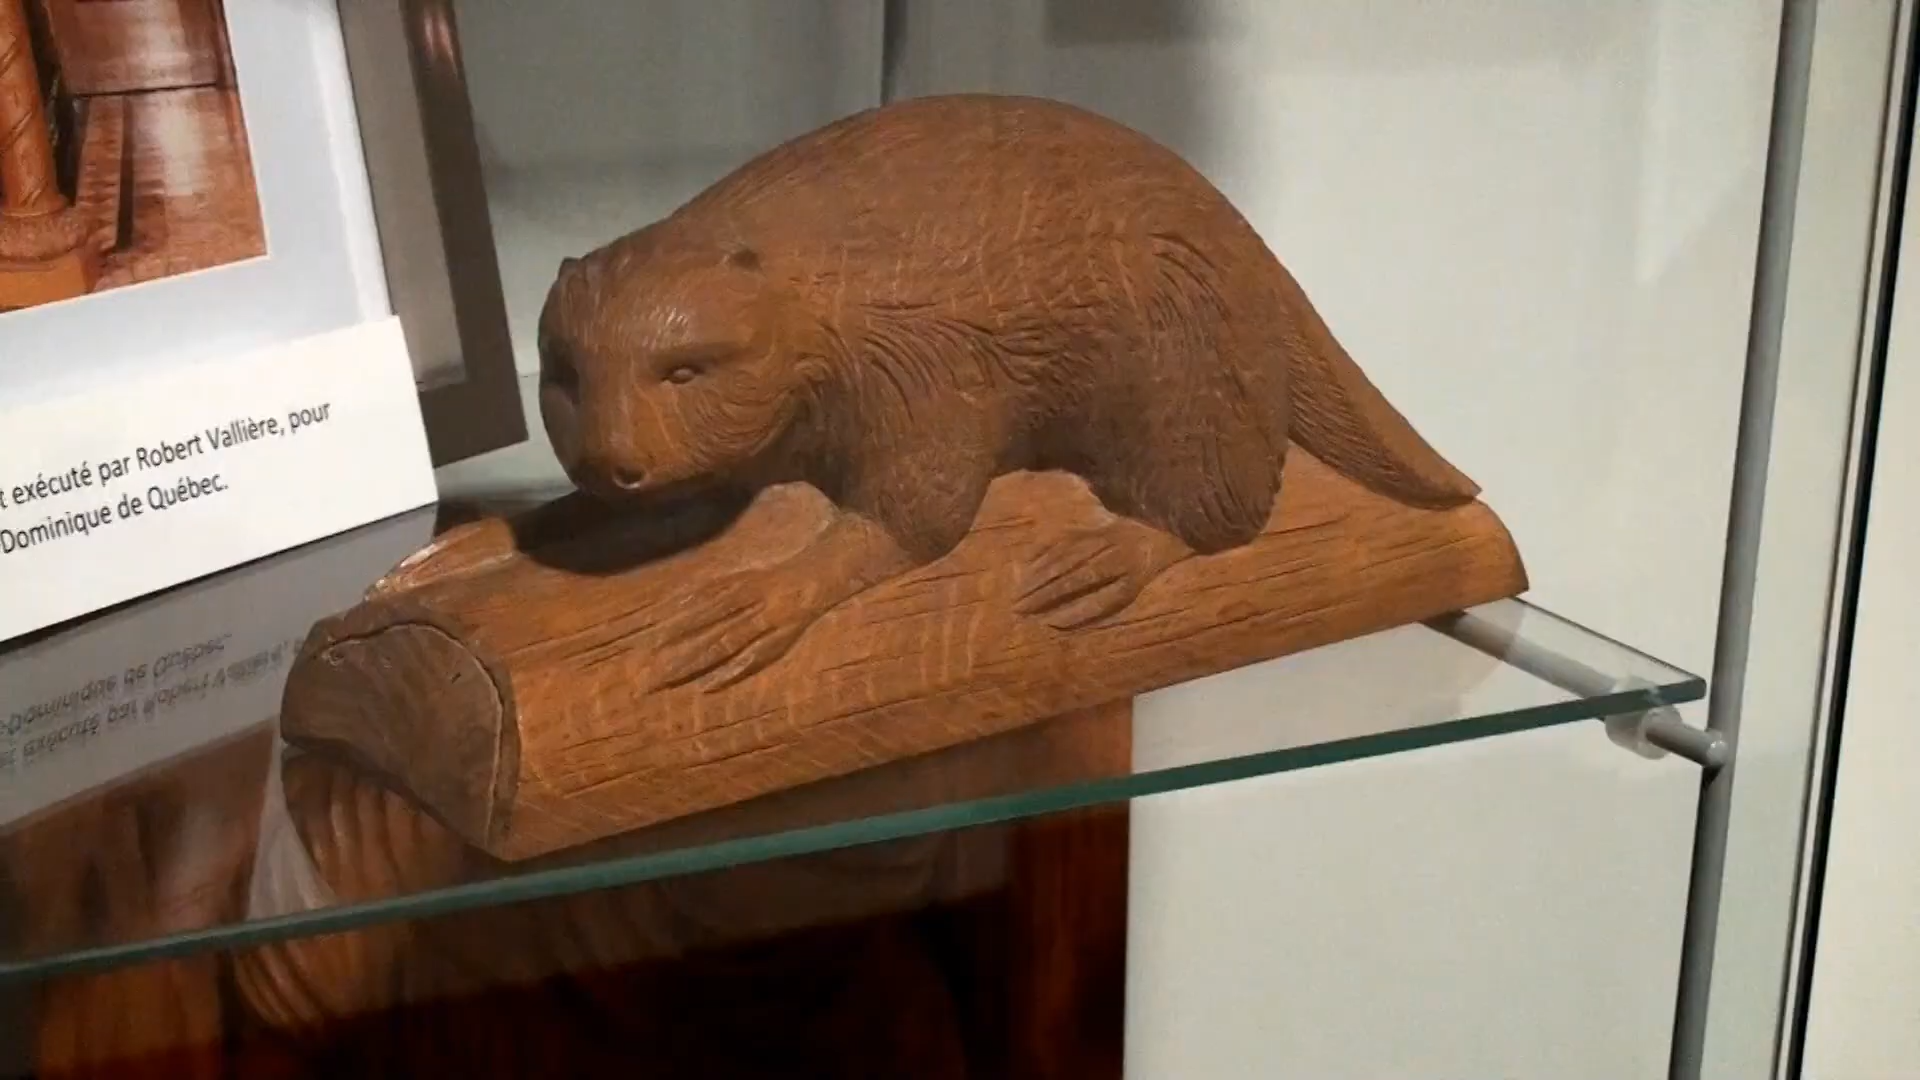 t exécuté par Robert Vallière, pour
Dominique de Québec.